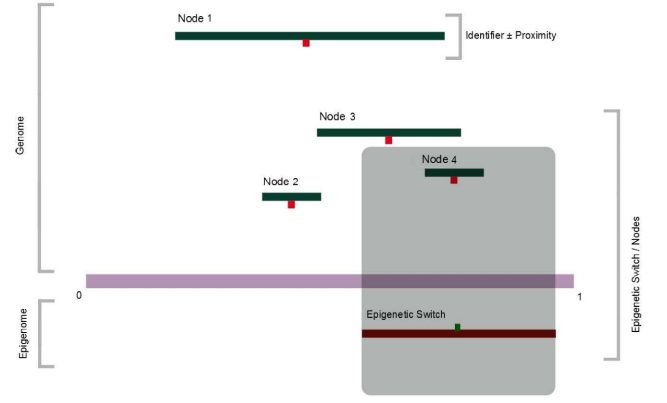 Node 1
Identifier ± Proximity
Genome
Node 3
Node 4
Node 2
0
1
Epigenetic Switch
Epigenome
Epigenetic Switch / Nodes